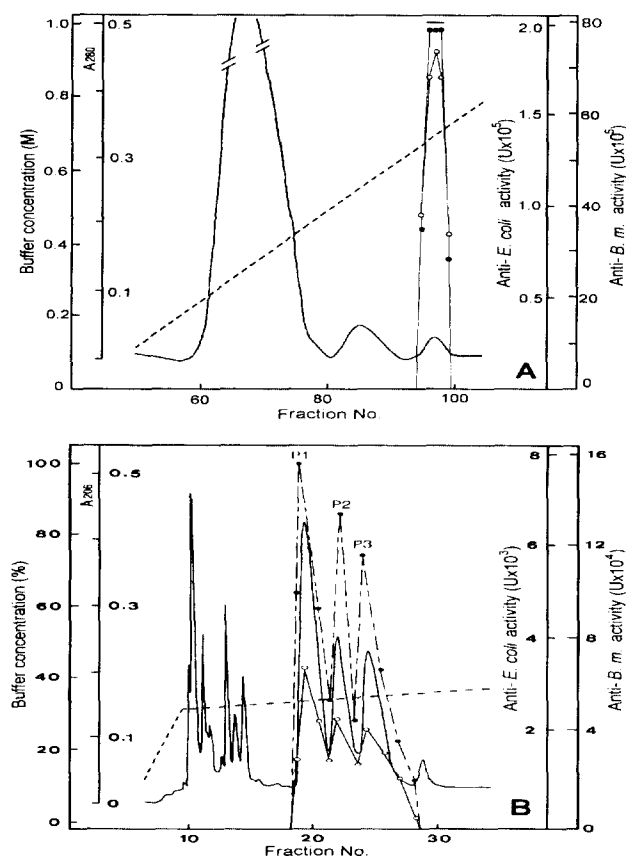 1.0
0.8
0.6
0.4
0.2
0
Buffer concentration (M)
0.5
0.3
0.1
A280
2.0
1.5
1.0
0.5
Anti-E. coli activity (Ux10^5)
80
60
40
20
0
Anti-B. m. activity (Ux10^5)
60
80
100
Fraction No.
A
100
80
60
40
20
0
Buffer concentration (%)
0.5
0.3
0.1
0
A206
P1
P2
P3
8
6
4
2
0
Anti-E. coli activity (Ux10^3)
16
12
8
4
0
Anti-B. m. activity (Ux10^4)
10
20
30
Fraction No.
B